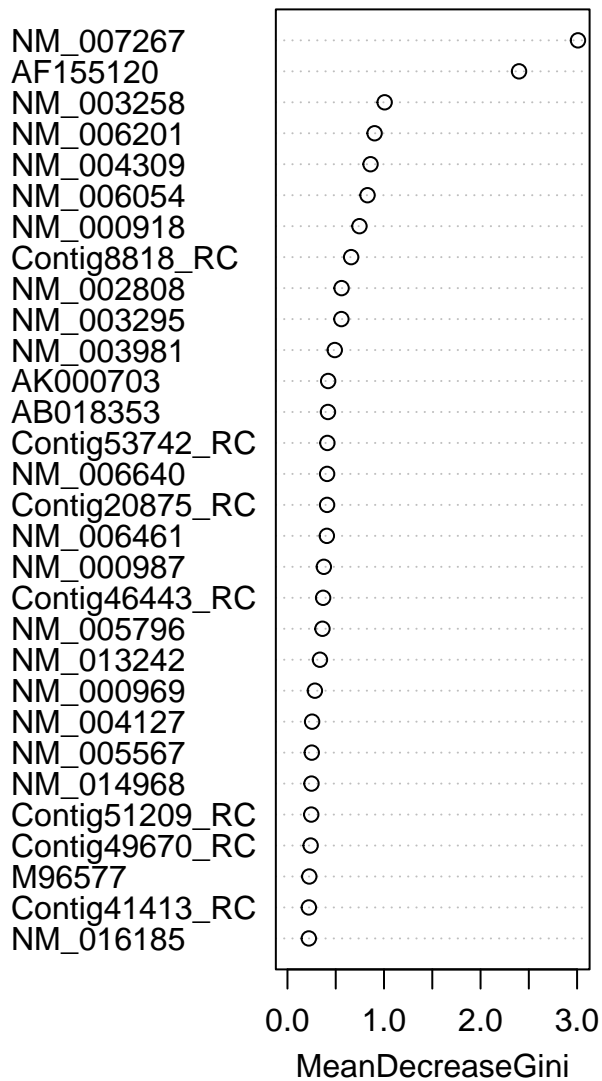 NM_007267
AF155120
NM_003258
NM_006201
NM_004309
NM_006054
NM_000918
Contig8818_RC
NM_002808
NM_003295
NM_003981
AK000703
AB018353
Contig53742_RC
NM_006640
Contig20875_RC
NM_006461
NM_000987
Contig46443_RC
NM_005796
NM_013242
NM_000969
NM_004127
NM_005567
NM_014968
Contig51209_RC
Contig49670_RC
M96577
Contig41413_RC
NM_016185
0.0 1.0 2.0 3.0
MeanDecreaseGini